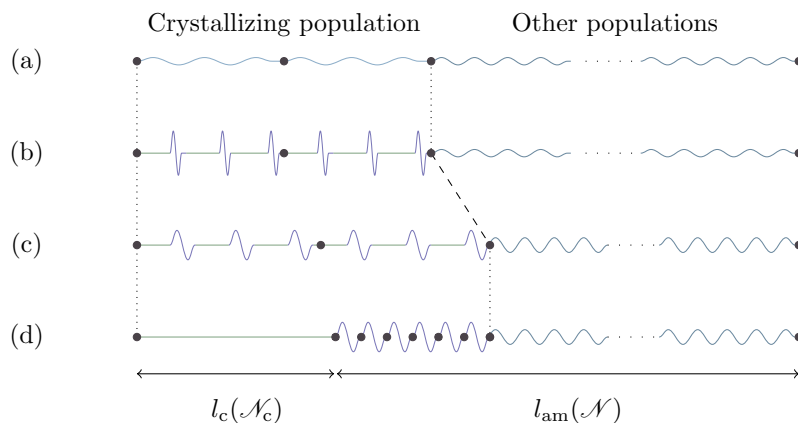 Crystallizing population Other populations
(a)
(b)
(c)
(d)
l_c(𝒩_c) l_am(𝒩)